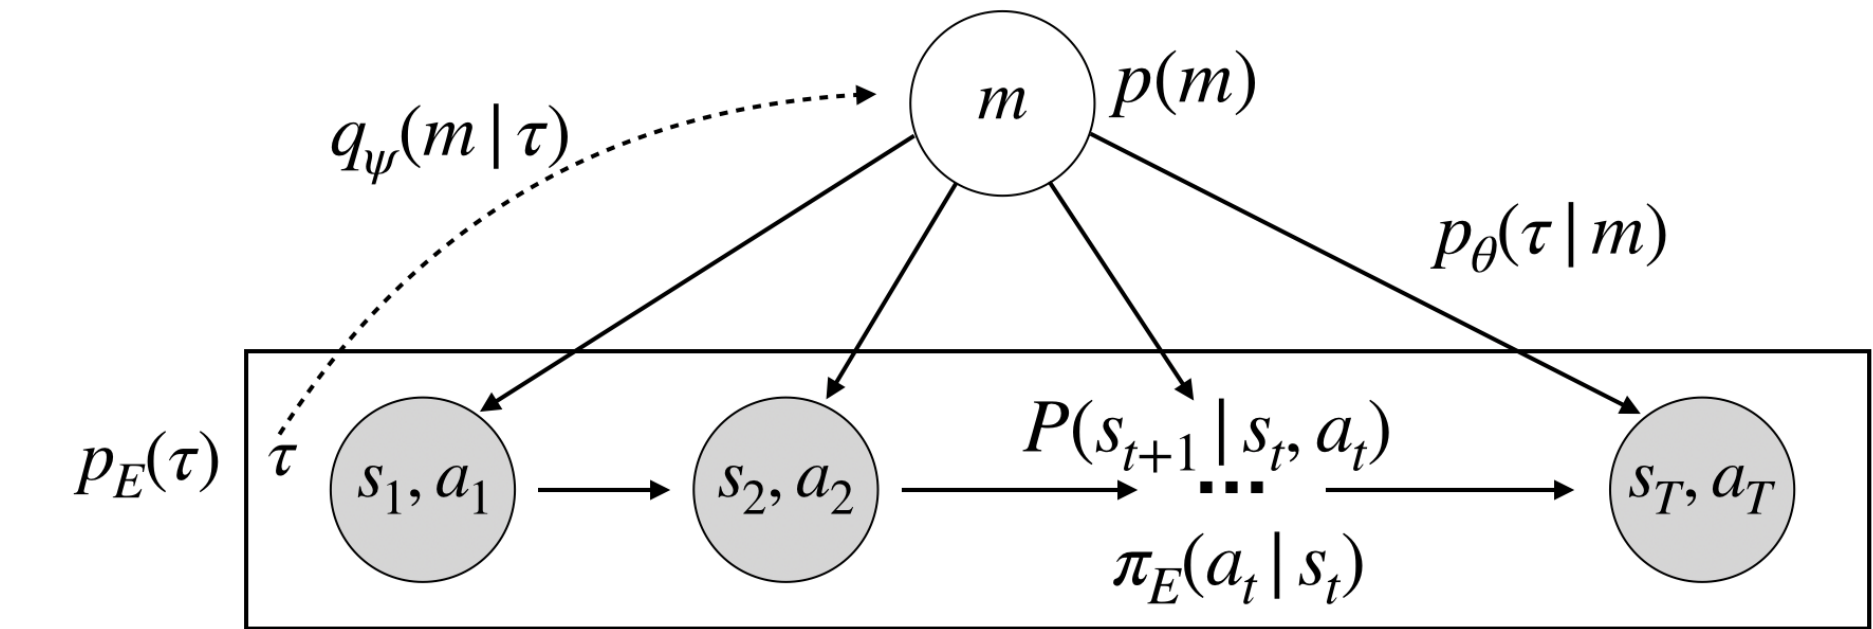 m
p(m)
q_ψ(m | τ)
p_θ(τ | m)
p_E(τ)
τ
s_1, a_1
s_2, a_2
P(s_{t+1} | s_t, a_t)
...
π_E(a_t | s_t)
s_T, a_T